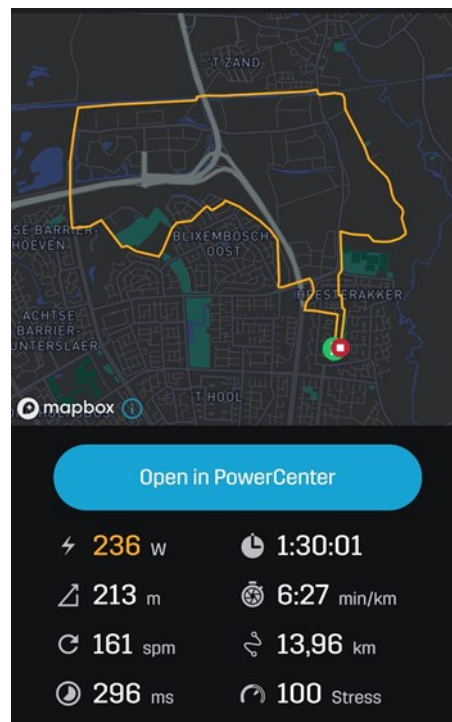 'T ZAND
SE BARRIER-
HOEVEN
BLIXEMBOSCH
OOST
HEESTERAKKER
ACHTSE
BARRIER-
UNTERSLAER
'T HOOL
mapbox
Open in PowerCenter
236 W
1:30:01
213 m
6:27 min/km
161 spm
13,96 km
296 ms
100 Stress